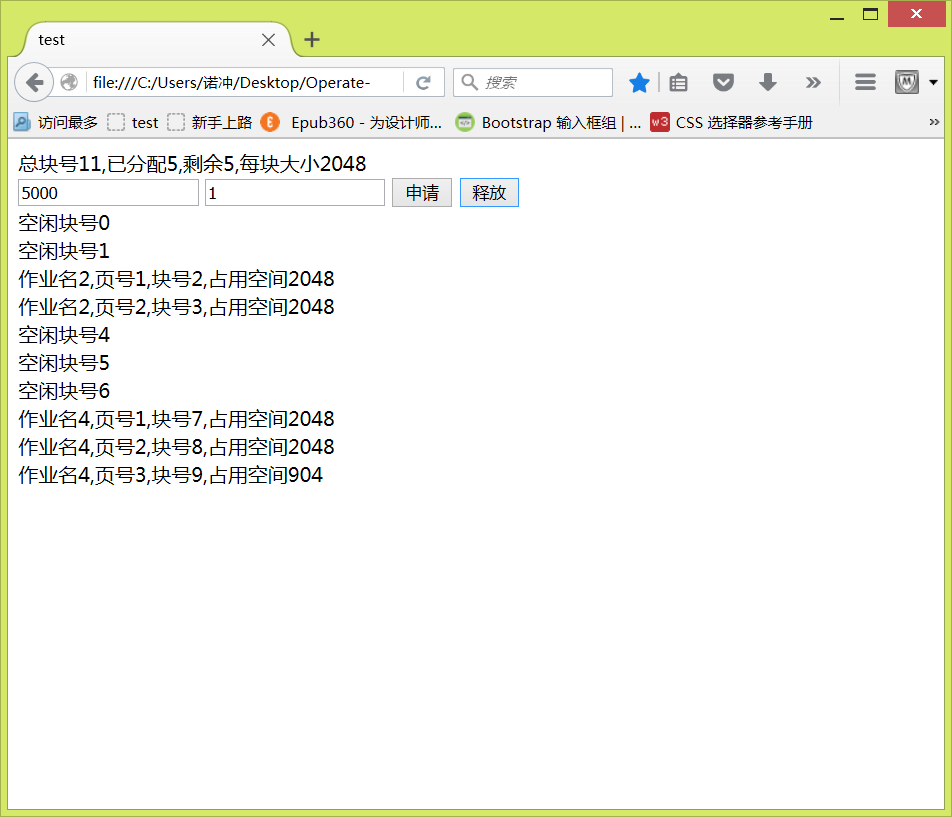 test
file:///C:/Users/诺冲/Desktop/Operate-
搜索
访问最多 test 新手上路 Epub360 - 为设计师... Bootstrap 输入框组 | ... w3 CSS 选择器参考手册
总块号11,已分配5,剩余5,每块大小2048
5000 1 申请 释放
空闲块号0
空闲块号1
作业名2,页号1,块号2,占用空间2048
作业名2,页号2,块号3,占用空间2048
空闲块号4
空闲块号5
空闲块号6
作业名4,页号1,块号7,占用空间2048
作业名4,页号2,块号8,占用空间2048
作业名4,页号3,块号9,占用空间904